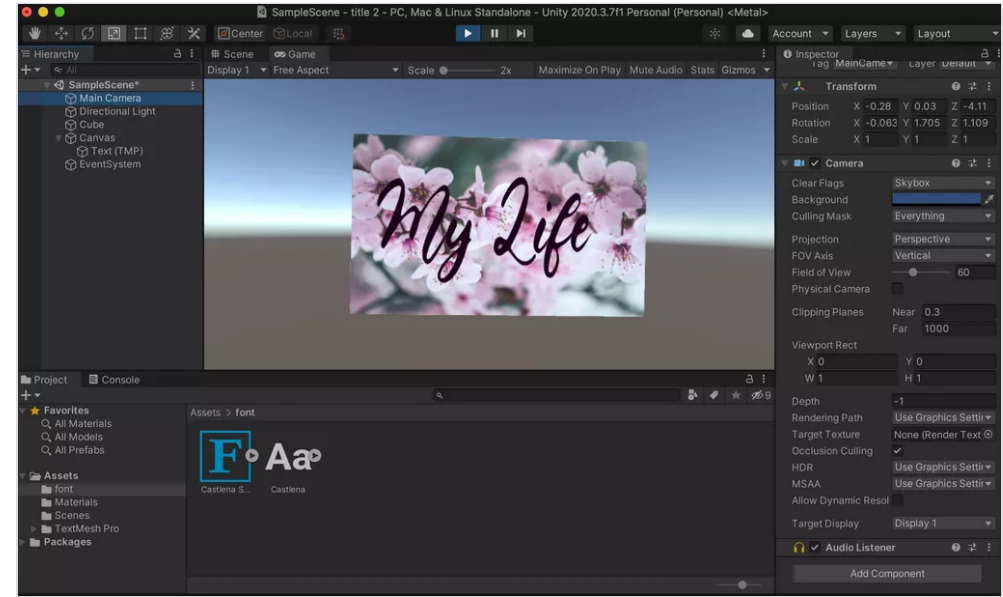 SampleScene - title 2 - PC, Mac & Linux Standalone - Unity 2020.3.7f1 Personal (Personal) <Metal>
Center Local
Account Layers Layout
Hierarchy
All
SampleScene*
Main Camera
Directional Light
Cube
Canvas
Text (TMP)
EventSystem
Scene Game
Display 1 Free Aspect Scale 2x Maximize On Play Mute Audio Stats Gizmos
My Life
Inspector
Tag MainCame Layer Default
Transform
Position X -0.28 Y 0.03 Z -4.11
Rotation X -0.063 Y 1.705 Z 1.109
Scale X 1 Y 1 Z 1
Camera
Clear Flags Skybox
Background
Culling Mask Everything
Projection Perspective
FOV Axis Vertical
Field of View 60
Physical Camera
Clipping Planes Near 0.3
Far 1000
Viewport Rect
X 0 Y 0
W 1 H 1
Depth -1
Rendering Path Use Graphics Settin
Target Texture None (Render Text
Occlusion Culling
HDR Use Graphics Settin
MSAA Use Graphics Settin
Allow Dynamic Resol
Target Display Display 1
Audio Listener
Add Component
Project Console
9
Favorites
All Materials
All Models
All Prefabs
Assets
font
Materials
Scenes
TextMesh Pro
Packages
Assets > font
F Aa
Castlena S... Castlena